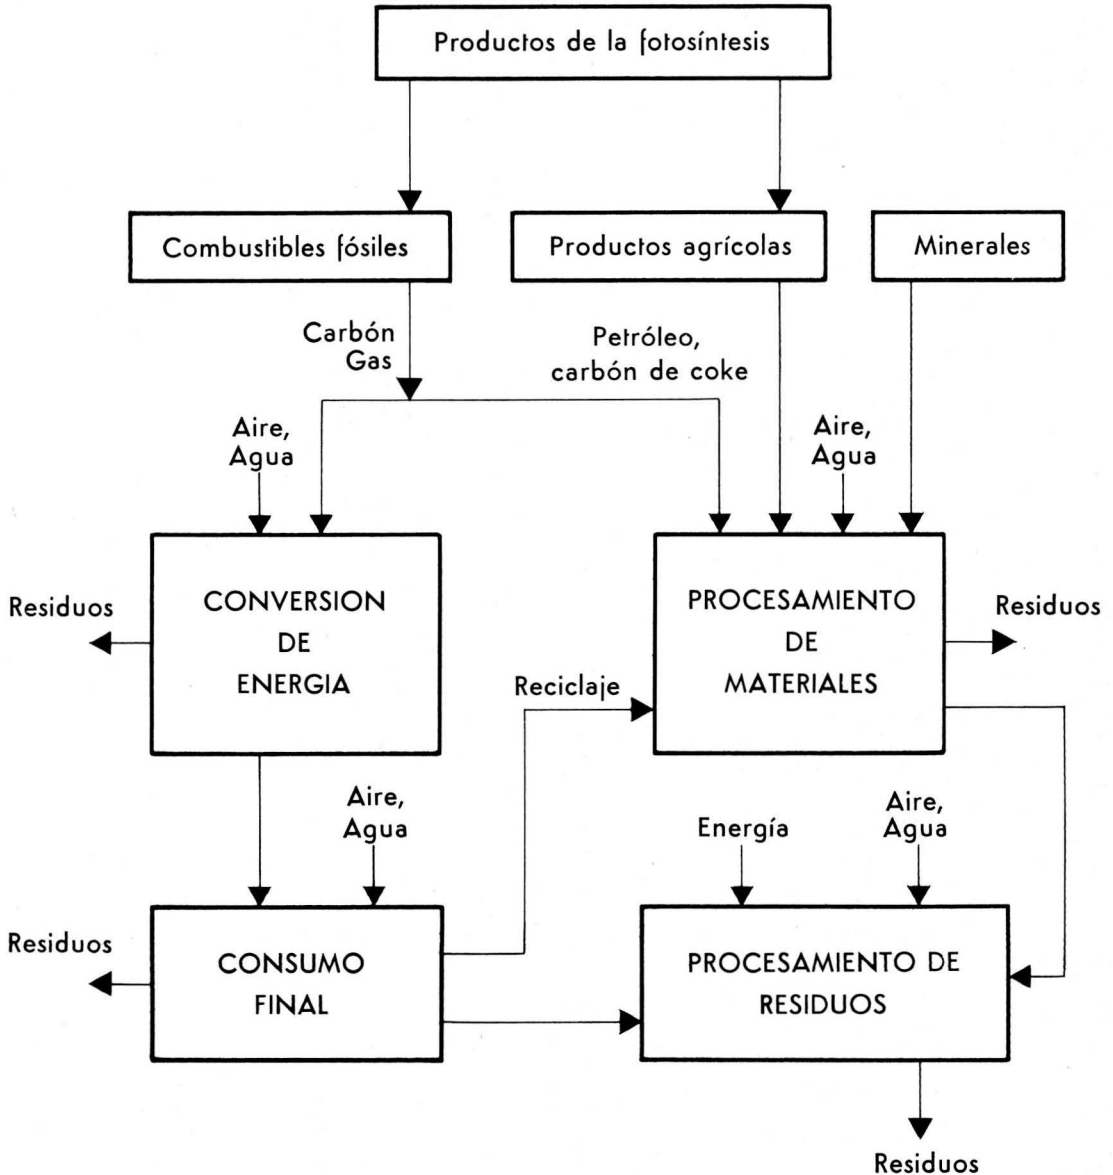 Productos de la fotosíntesis
Combustibles fósiles
Productos agrícolas
Minerales
Carbón
Gas
Petróleo,
carbón de coke
Aire,
Agua
Aire,
Agua
Residuos
CONVERSION
DE
ENERGIA
PROCESAMIENTO
DE
MATERIALES
Residuos
Reciclaje
Aire,
Agua
Energía
Aire,
Agua
Residuos
CONSUMO
FINAL
PROCESAMIENTO DE
RESIDUOS
Residuos